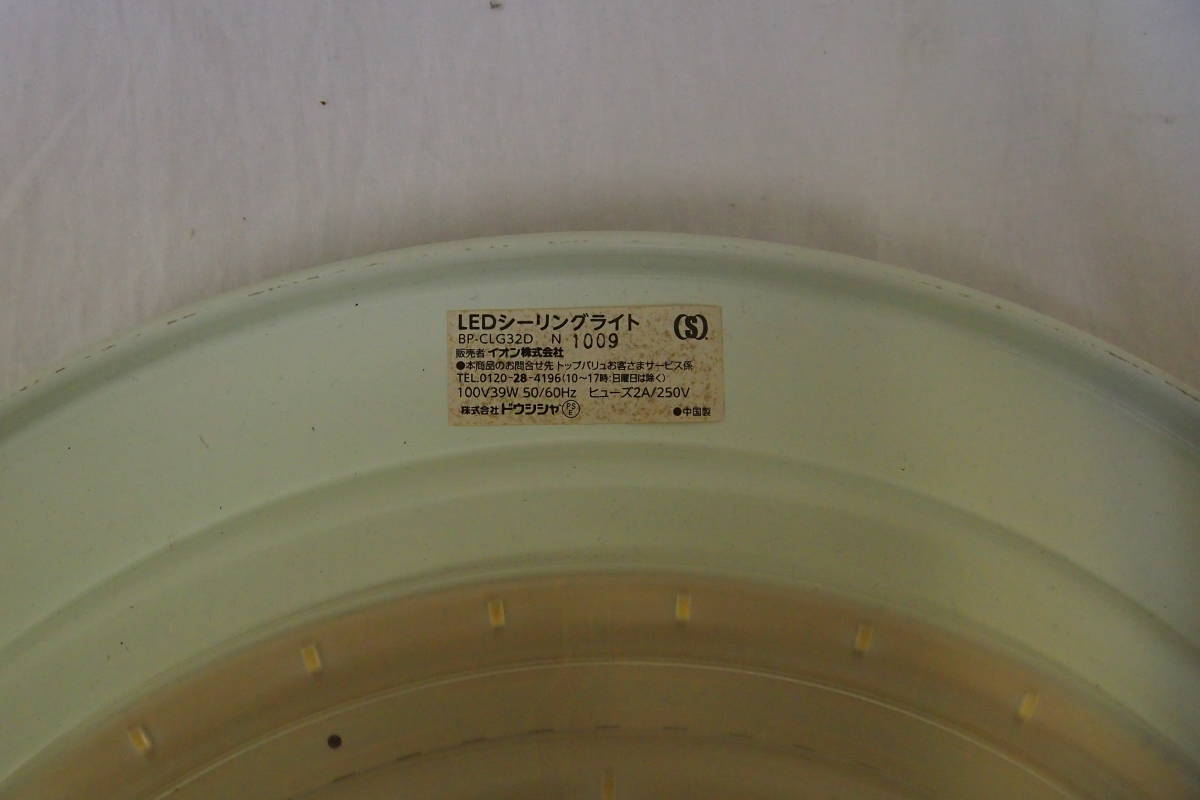 LEDシーリングライト (S)
BP-CLG32D N 1009
販売者 イオン株式会社
●本商品のお問合せ先 トップバリュお客さまサービス係
TEL.0120-28-4196(10〜17時:日曜日は除く)
100V39W 50/60Hz ヒューズ2A/250V
株式会社 ドウシシャ PSE ●中国製